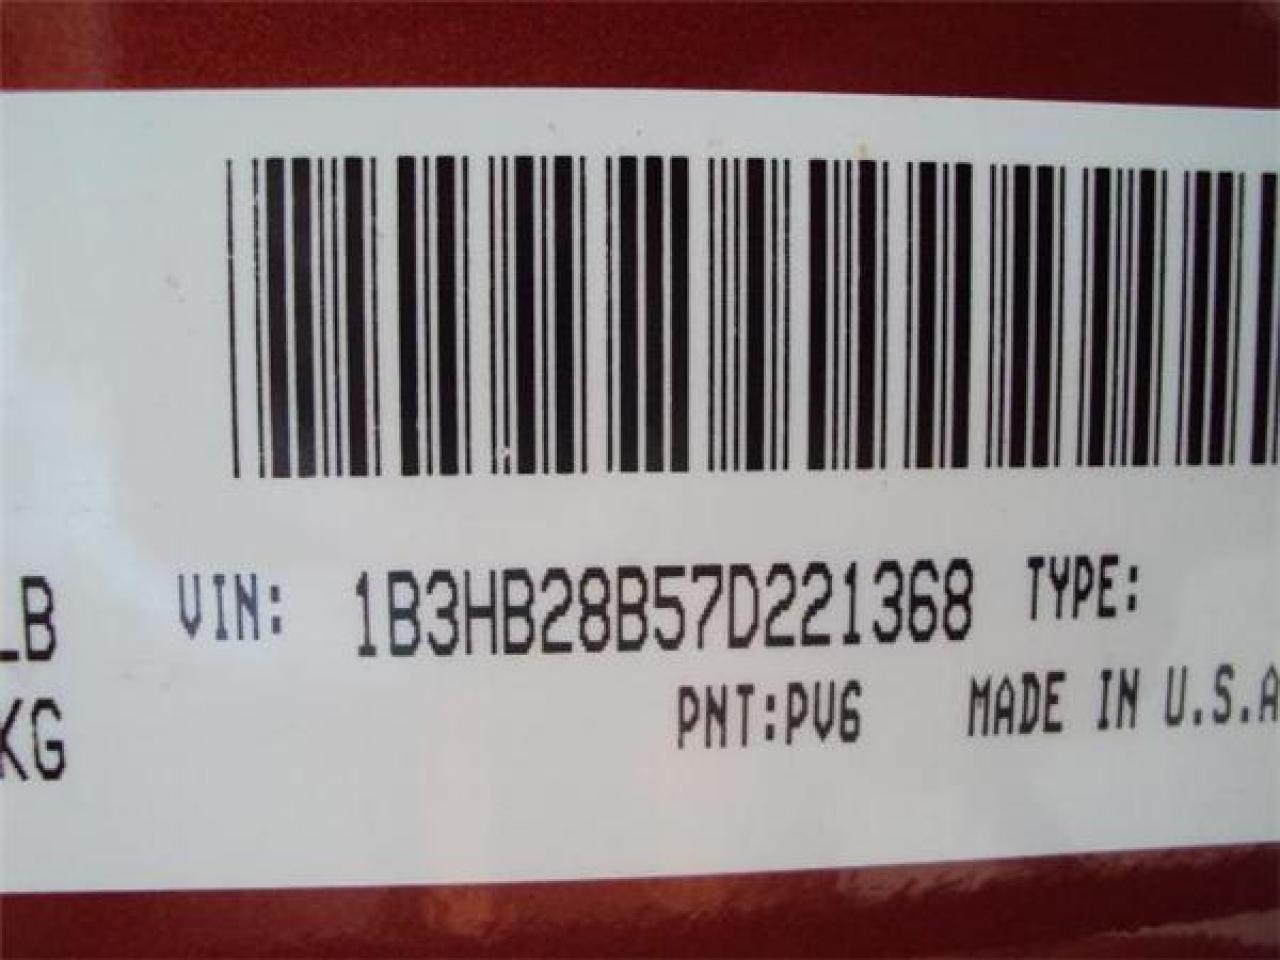 LB VIN: 1B3HB28B57D221368 TYPE:
KG PNT:PV6 MADE IN U.S.A